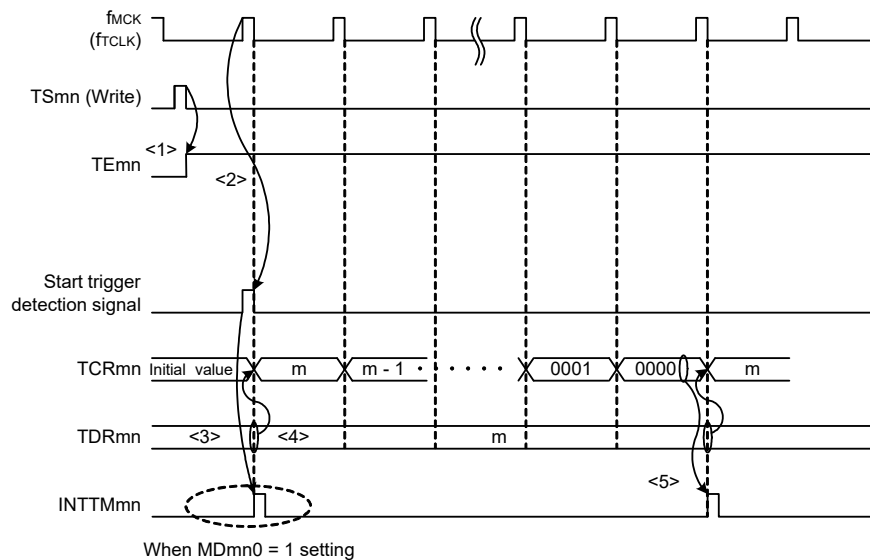 fMCK
(fTCLK)
TSmn (Write)
<1>
TEmn
<2>
Start trigger
detection signal
TCRmn
Initial value
m
m - 1
0001
0000
m
TDRmn
<3>
<4>
m
<5>
INTTMmn
When MDmn0 = 1 setting